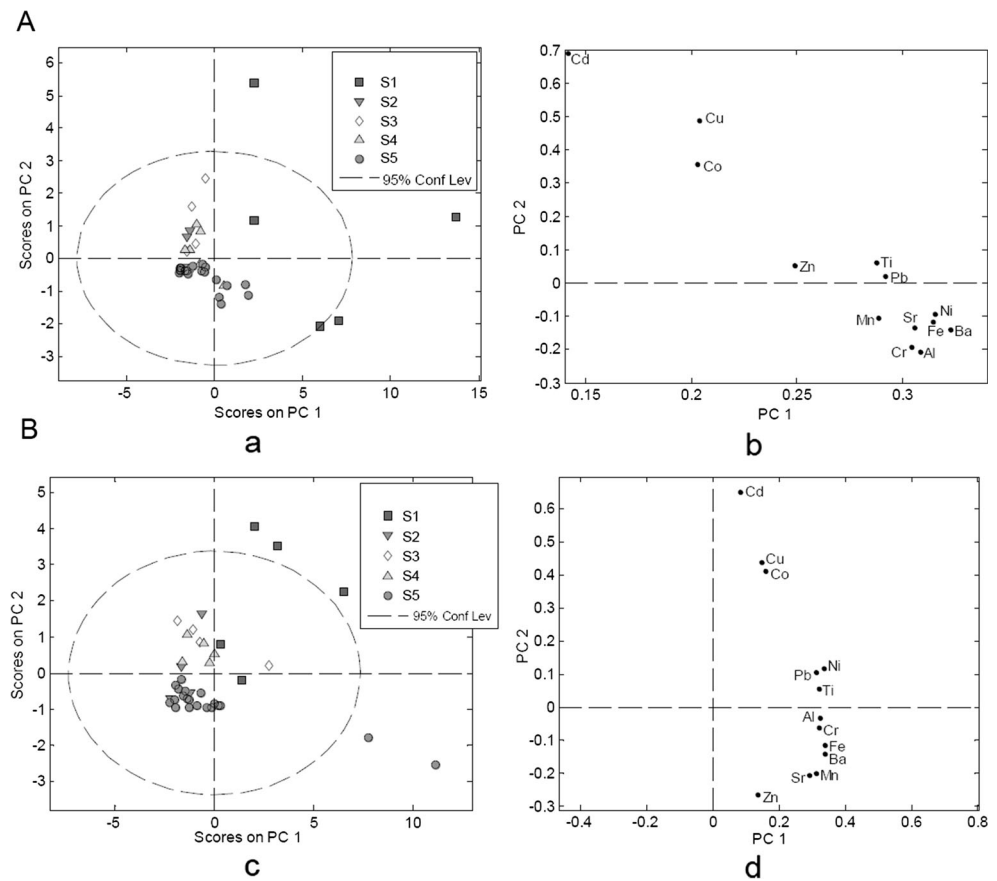 A
6
5
4
3
2
1
0
-1
-2
-3
Scores on PC 2
-5
0
5
10
15
Scores on PC 1
S1
S2
S3
S4
S5
95% Conf Lev
a
0.7
0.6
0.5
0.4
0.3
0.2
0.1
0
-0.1
-0.2
-0.3
PC 2
Cd
Cu
Co
Zn
Ti
Pb
Mn
Sr
Ni
Fe
Ba
Cr
Al
0.15
0.2
0.25
0.3
PC 1
b
B
5
4
3
2
1
0
-1
-2
-3
Scores on PC 2
-5
0
5
10
Scores on PC 1
S1
S2
S3
S4
S5
95% Conf Lev
c
0.6
0.5
0.4
0.3
0.2
0.1
0
-0.1
-0.2
-0.3
PC 2
Cd
Cu
Co
Ni
Pb
Ti
Al
Cr
Fe
Ba
Sr
Mn
Zn
-0.4
-0.2
0
0.2
0.4
0.6
0.8
PC 1
d